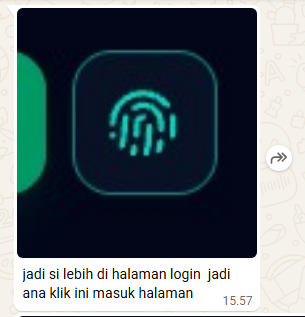 jadi si lebih di halaman login  jadi
ana klik ini masuk halaman
15.57